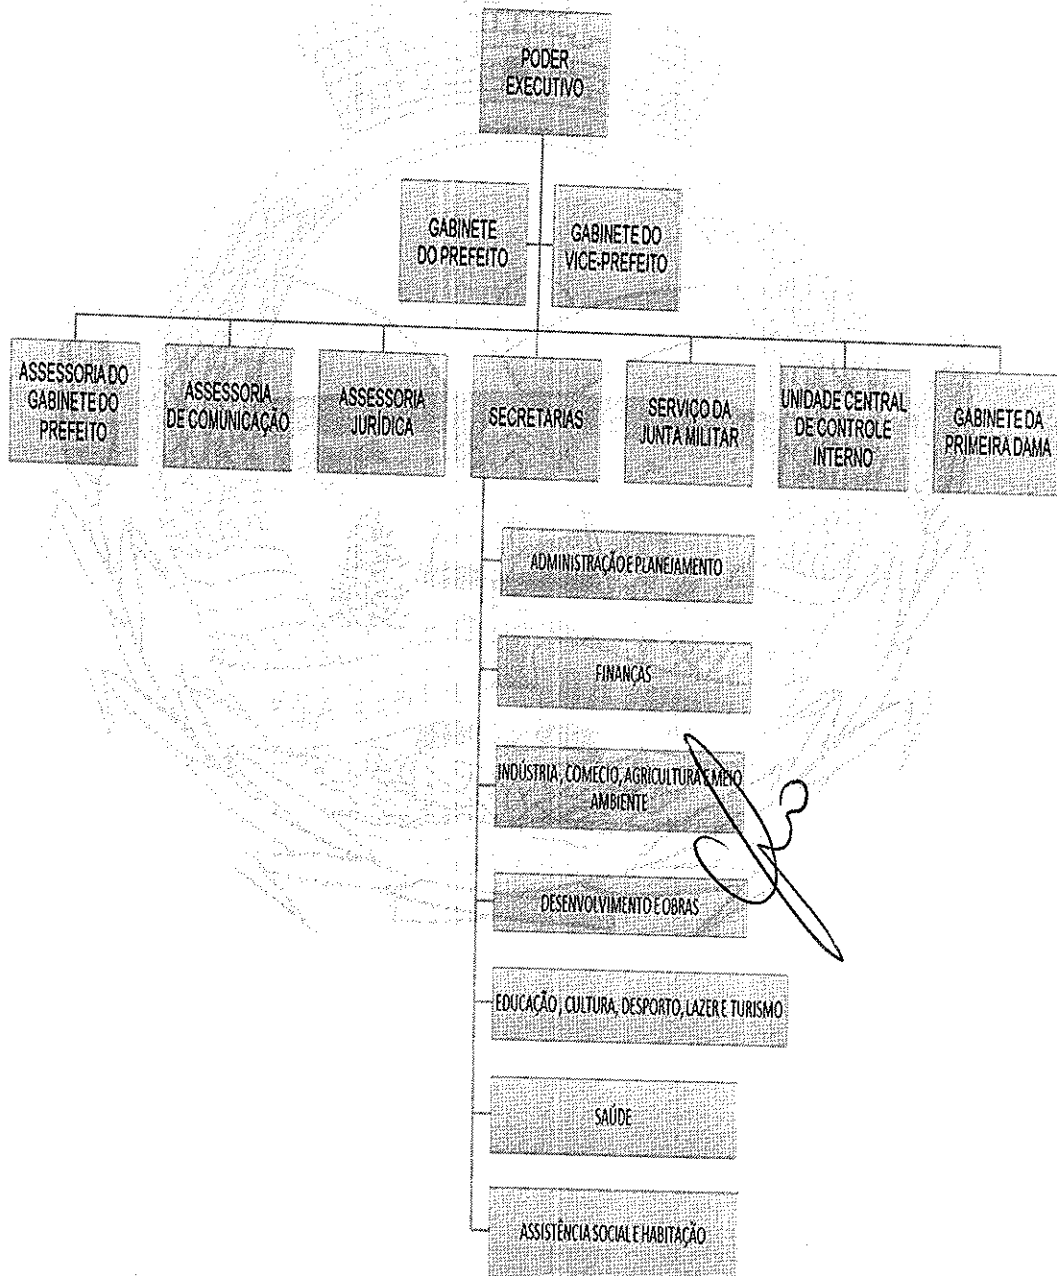 PODER
EXECUTIVO
GABINETE
DO PREFEITO
GABINETE DO
VICE-PREFEITO
ASSESSORIA DO
GABINETE DO
PREFEITO
ASSESSORIA
DE COMUNICAÇÃO
ASSESSORIA
JURÍDICA
SECRETÁRIAS
SERVIÇO DA
JUNTA MILITAR
UNIDADE CENTRAL
DE CONTROLE
INTERNO
GABINETE DA
PRIMEIRA DAMA
ADMINISTRAÇÃO E PLANEJAMENTO
FINANÇAS
INDÚSTRIA, COMECIO, AGRICULTURA E MEIO
AMBIENTE
DESENVOLVIMENTO E OBRAS
EDUCAÇÃO, CULTURA, DESPORTO, LAZER E TURISMO
SAÚDE
ASSISTÊNCIA SOCIAL E HABITAÇÃO